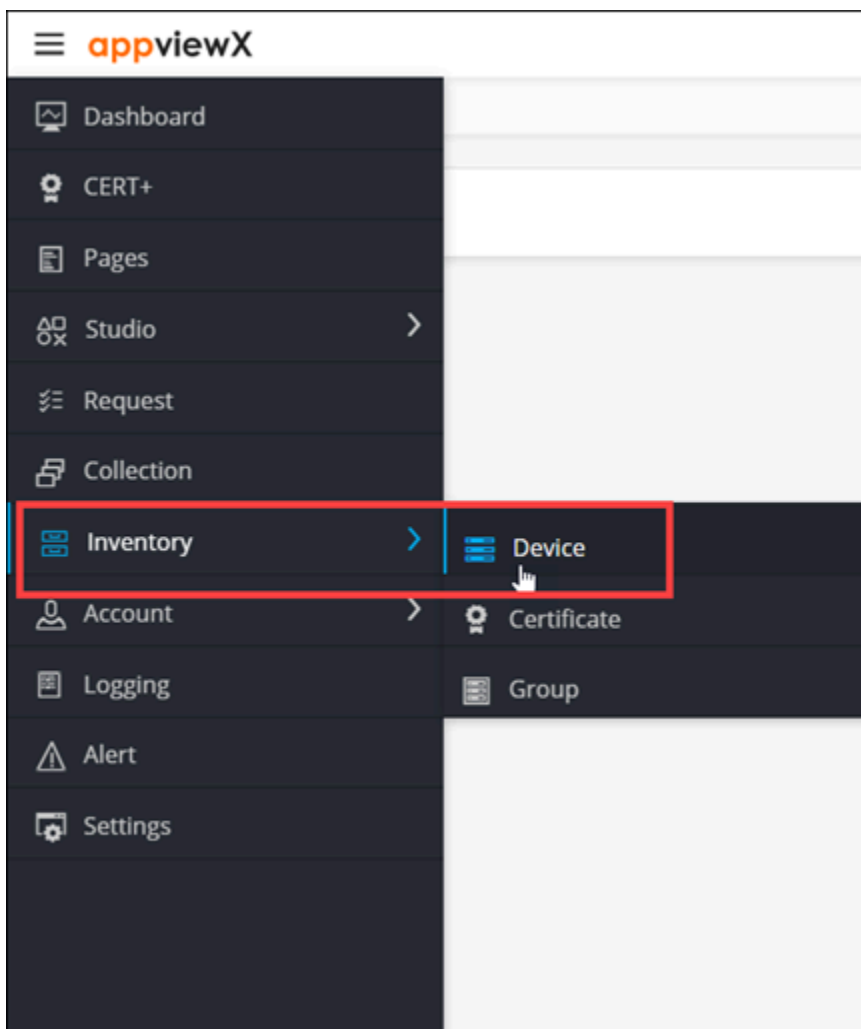 appviewX
Dashboard
CERT+
Pages
Studio
Request
Collection
Inventory
Device
Account
Certificate
Logging
Group
Alert
Settings